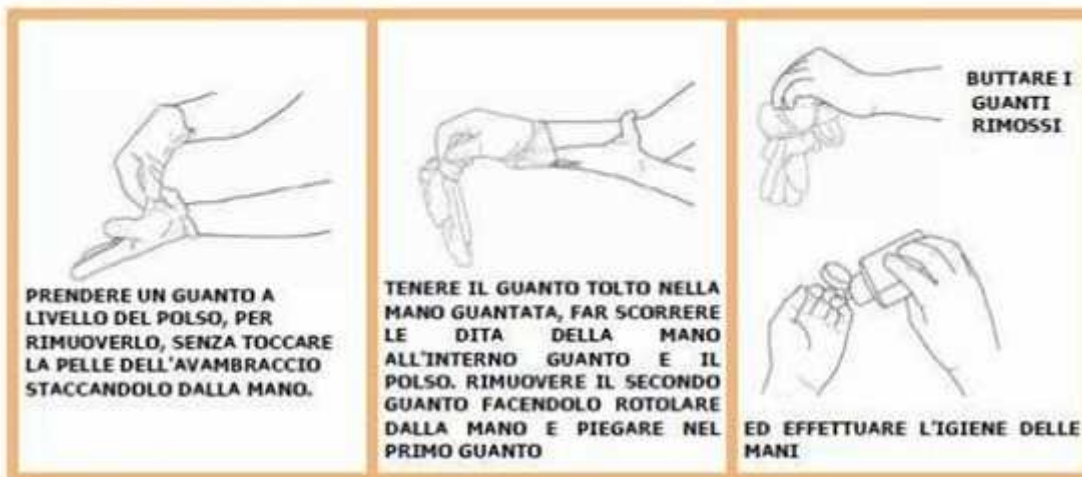 PRENDERE UN GUANTO A
LIVELLO DEL POLSO, PER
RIMUOVERLO, SENZA TOCCARE
LA PELLE DELL'AVAMBRACCIO
STACCANDOLO DALLA MANO.
TENERE IL GUANTO TOLTO NELLA
MANO GUANTATA, FAR SCORRERE
LE DITA DELLA MANO
ALL'INTERNO GUANTO E IL
POLSO. RIMUOVERE IL SECONDO
GUANTO FACENDOLO ROTOLARE
DALLA MANO E PIEGARE NEL
PRIMO GUANTO
BUTTARE I
GUANTI
RIMOSSI
ED EFFETTUARE L'IGIENE DELLE
MANI